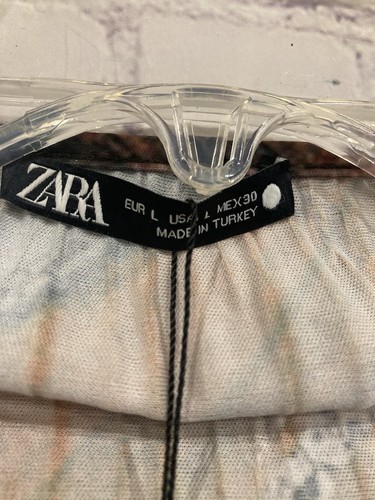 ZARA
EUR L USA L MEX 30
MADE IN TURKEY